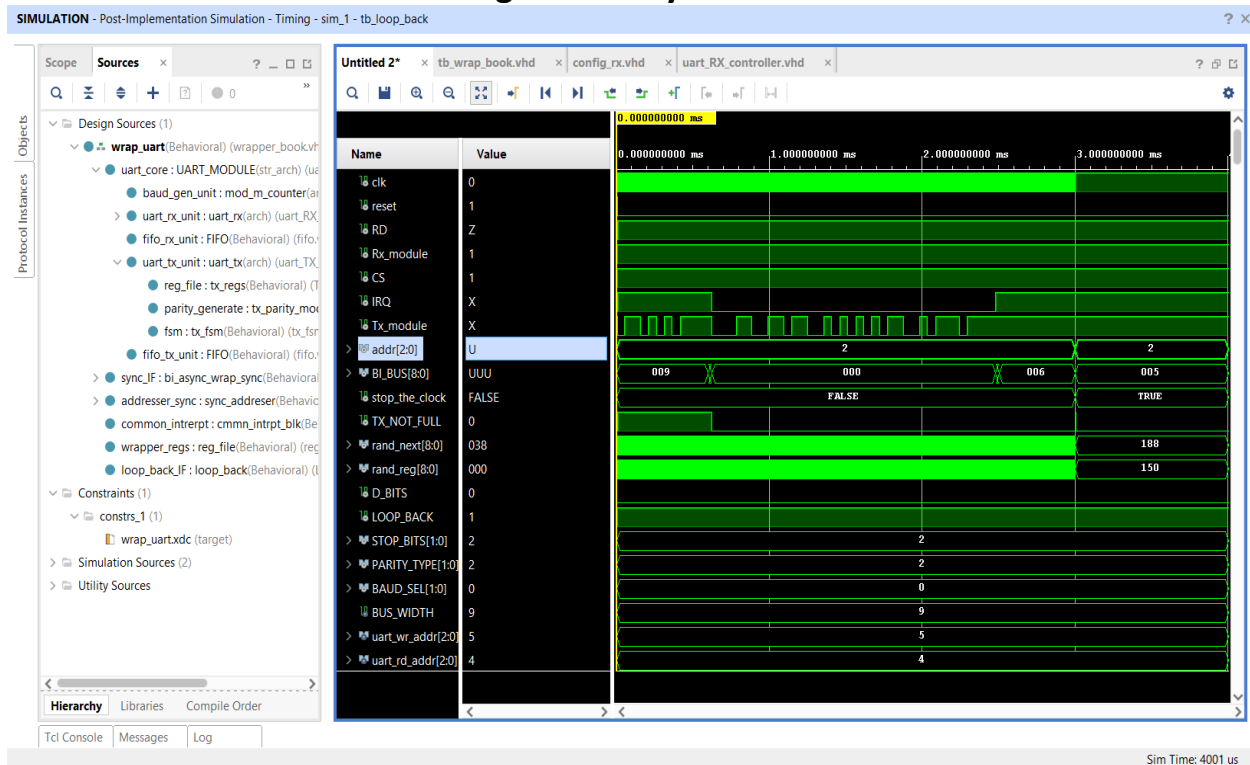 SIMULATION - Post-Implementation Simulation - Timing - sim_1 - tb_loop_back
? ×
Scope Sources × ? _
0 »
Design Sources (1)
wrap_uart(Behavioral) (wrapper_book.vh
uart_core : UART_MODULE(str_arch) (ua
baud_gen_unit : mod_m_counter(ar
uart_rx_unit : uart_rx(arch) (uart_RX_
fifo_rx_unit : FIFO(Behavioral) (fifo.v
uart_tx_unit : uart_tx(arch) (uart_TX_
reg_file : tx_regs(Behavioral) (T
parity_generate : tx_parity_mod
fsm : tx_fsm(Behavioral) (tx_fsm
fifo_tx_unit : FIFO(Behavioral) (fifo.v
sync_IF : bi_async_wrap_sync(Behavioral
addresser_sync : sync_addreser(Behavio
common_intrerpt : cmmn_intrpt_blk(Be
wrapper_regs : reg_file(Behavioral) (reg
loop_back_IF : loop_back(Behavioral) (l
Constraints (1)
constrs_1 (1)
wrap_uart.xdc (target)
Simulation Sources (2)
Utility Sources
Hierarchy Libraries Compile Order
Tcl Console Messages Log
Objects
Protocol Instances
Untitled 2* × tb_wrap_book.vhd × config_rx.vhd × uart_RX_controller.vhd × ?
0.000000000 ms
Name Value 0.000000000 ms 1.000000000 ms 2.000000000 ms 3.000000000 ms
clk 0
reset 1
RD Z
Rx_module 1
CS 1
IRQ X
Tx_module X
addr[2:0] U 2 2
BI_BUS[8:0] UUU 009 000 006 005
stop_the_clock FALSE FALSE TRUE
TX_NOT_FULL 0
rand_next[8:0] 038 188
rand_reg[8:0] 000 150
D_BITS 0
LOOP_BACK 1
STOP_BITS[1:0] 2 2
PARITY_TYPE[1:0] 2 2
BAUD_SEL[1:0] 0 0
BUS_WIDTH 9 9
uart_wr_addr[2:0] 5 5
uart_rd_addr[2:0] 4 4
Sim Time: 4001 us